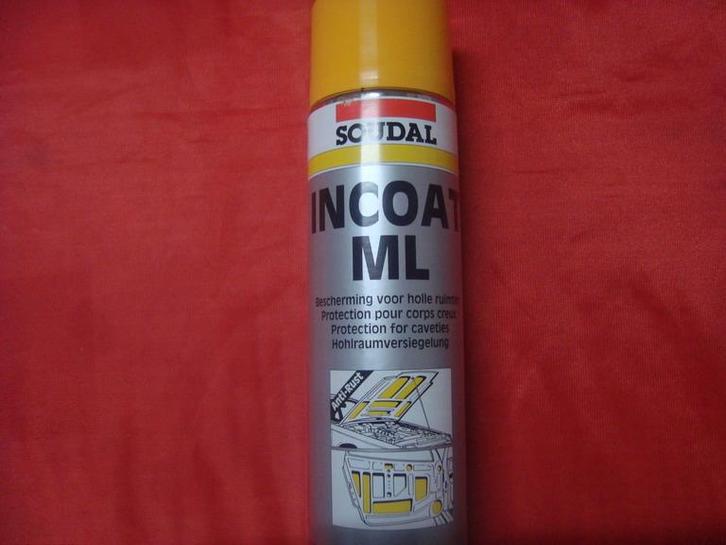 SOUDAL
INCOAT
ML
Bescherming voor holle ruimten
Protection pour corps creux
Protection for caveties
Hohlraumversiegelung
Anti-Rust